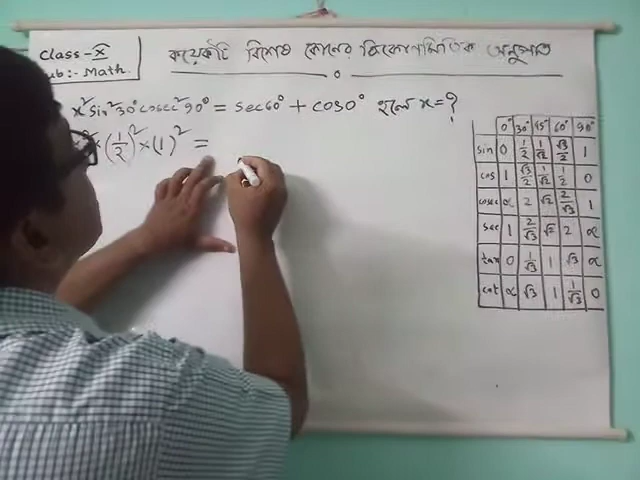 Class-X
ub:- Math
কয়েকটি বিশেষ কোনের ত্রিকোণমিতিক অনুপাত
x² sin²30° cosec²90° = sec60° + cos0° হলে x=?
× (1/2)² × (1)² =
0° 30° 45° 60° 90°
sin 0 1/2 1/√2 √3/2 1
cos 1 √3/2 1/√2 1/2 0
cosec ∝ 2 √2 2/√3 1
sec 1 2/√3 √2 2 ∝
tan 0 1/√3 1 √3 ∝
cot ∝ √3 1 1/√3 0